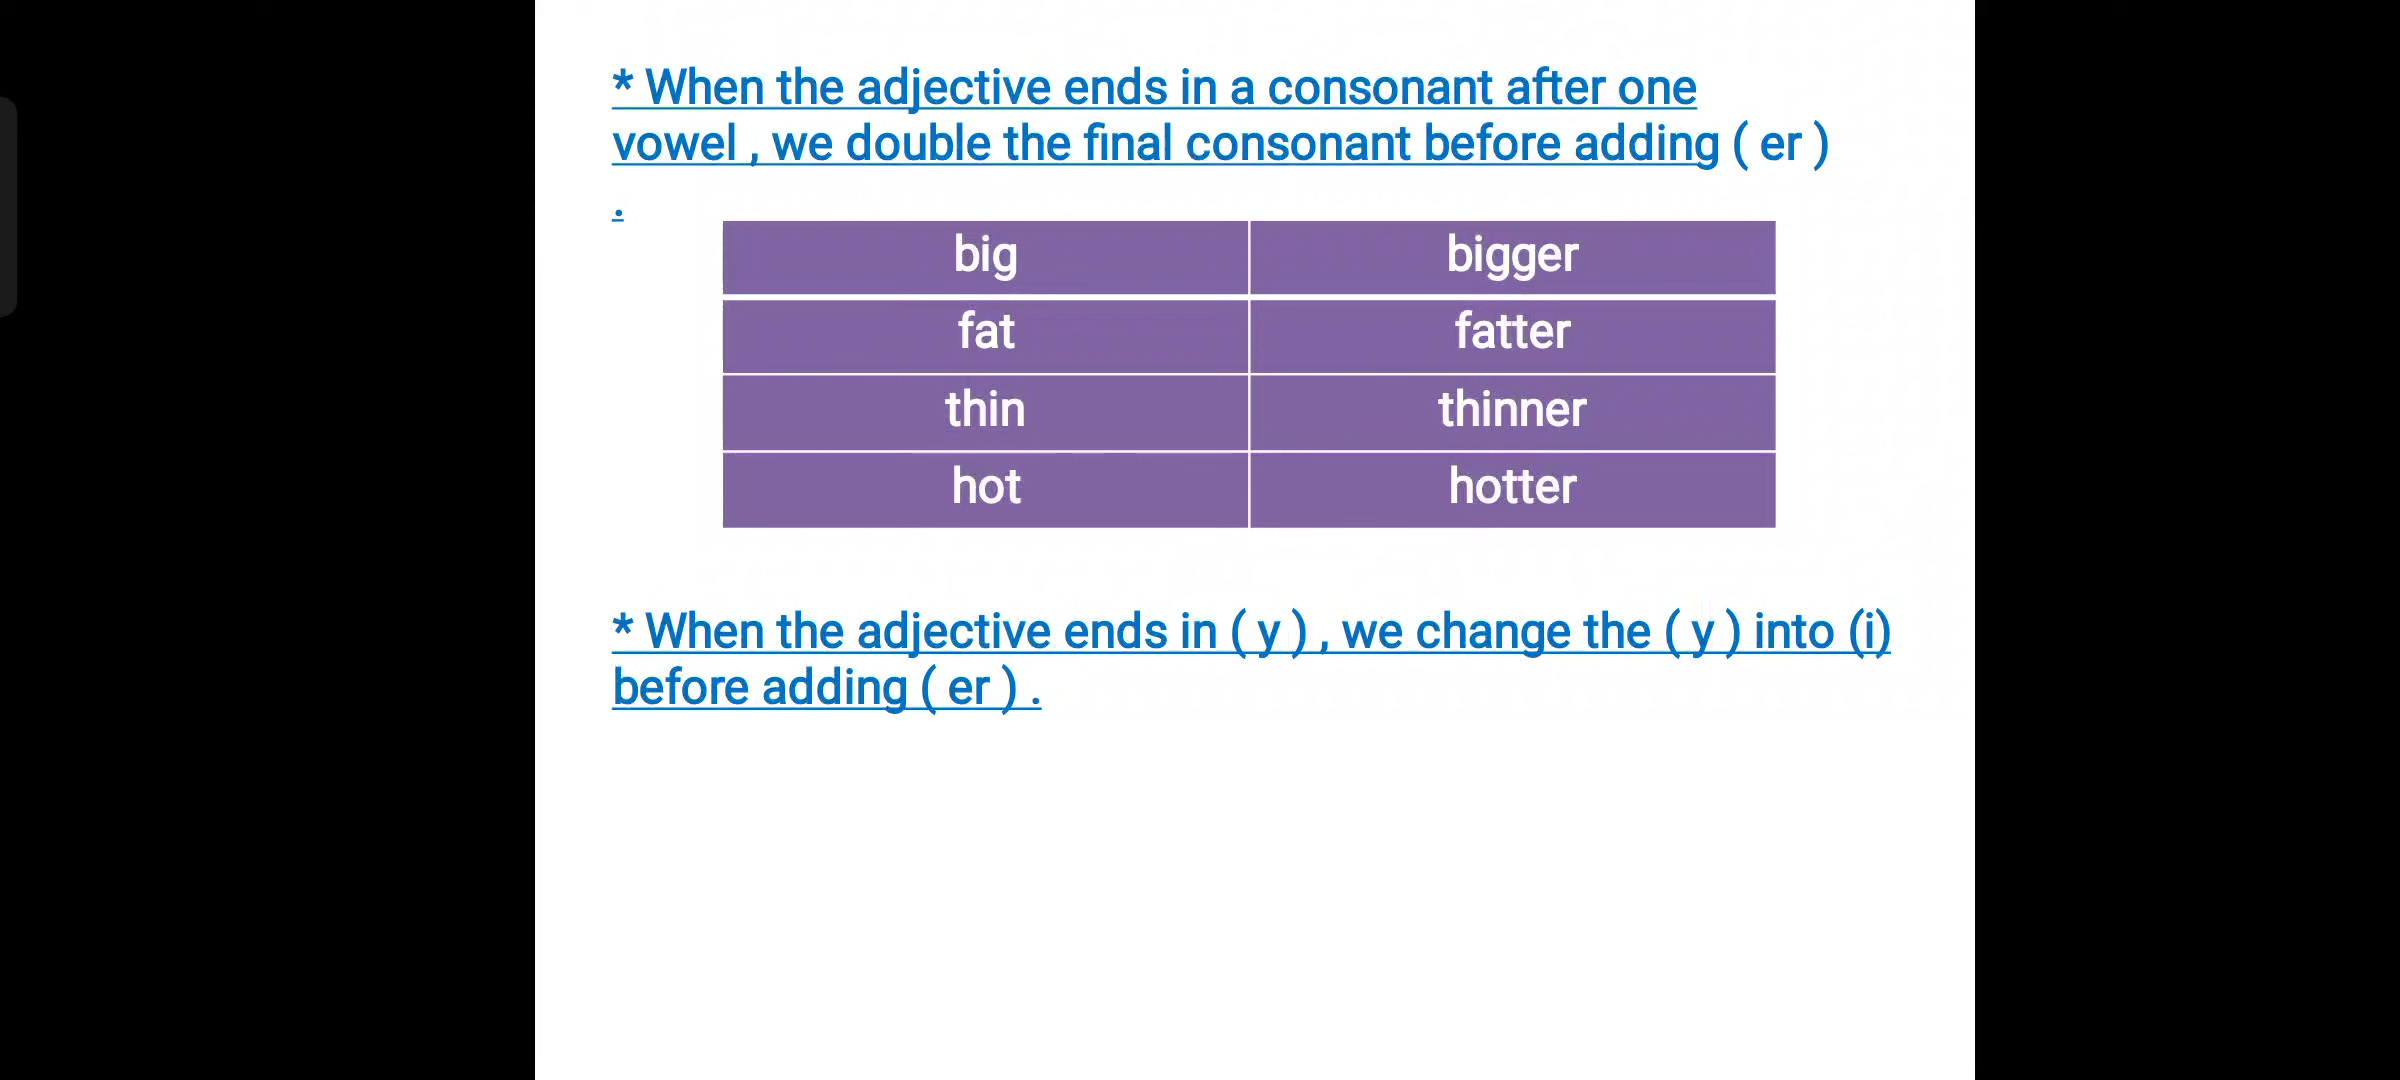 * When the adjective ends in a consonant after one
vowel , we double the final consonant before adding ( er )
.
big bigger
fat fatter
thin thinner
hot hotter
* When the adjective ends in ( y ) , we change the ( y ) into (i)
before adding ( er ) .